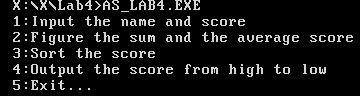 X:\X\Lab4>AS_LAB4.EXE
1:Input the name and score
2:Figure the sum and the average score
3:Sort the score
4:Output the score from high to low
5:Exit...